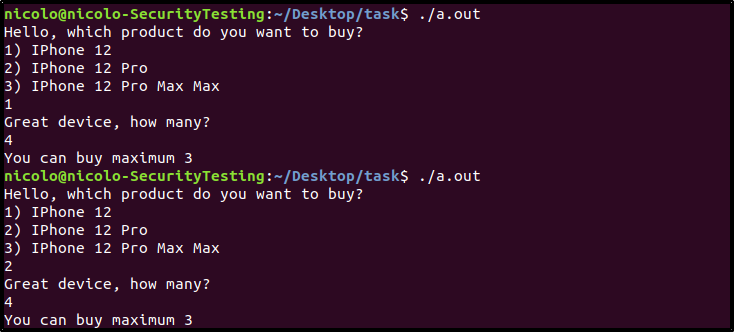 nicolo@nicolo-SecurityTesting:~/Desktop/task$ ./a.out
Hello, which product do you want to buy?
1) IPhone 12
2) IPhone 12 Pro
3) IPhone 12 Pro Max Max
1
Great device, how many?
4
You can buy maximum 3
nicolo@nicolo-SecurityTesting:~/Desktop/task$ ./a.out
Hello, which product do you want to buy?
1) IPhone 12
2) IPhone 12 Pro
3) IPhone 12 Pro Max Max
2
Great device, how many?
4
You can buy maximum 3